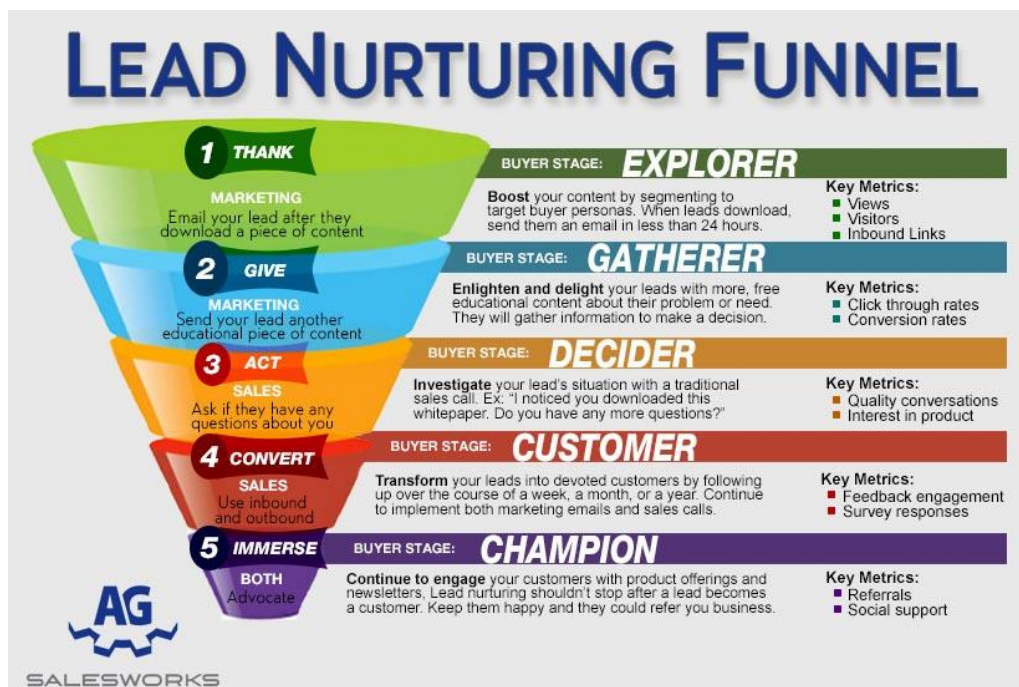 LEAD NURTURING FUNNEL
1 THANK
MARKETING
Email your lead after they
download a piece of content
BUYER STAGE: EXPLORER
Boost your content by segmenting to
target buyer personas. When leads download,
send them an email in less than 24 hours.
Key Metrics:
Views
Visitors
Inbound Links
2 GIVE
MARKETING
Send your lead another
educational piece of content
BUYER STAGE: GATHERER
Enlighten and delight your leads with more, free
educational content about their problem or need.
They will gather information to make a decision.
Key Metrics:
Click through rates
Conversion rates
3 ACT
SALES
Ask if they have any
questions about you
BUYER STAGE: DECIDER
Investigate your lead's situation with a traditional
sales call. Ex: “I noticed you downloaded this
whitepaper. Do you have any more questions?”
Key Metrics:
Quality conversations
Interest in product
4 CONVERT
SALES
Use inbound
and outbound
BUYER STAGE: CUSTOMER
Transform your leads into devoted customers by following
up over the course of a week, a month, or a year. Continue
to implement both marketing emails and sales calls.
Key Metrics:
Feedback engagement
Survey responses
5 IMMERSE
BOTH
Advocate
BUYER STAGE: CHAMPION
Continue to engage your customers with product offerings and
newsletters, Lead nurturing shouldn't stop after a lead becomes
a customer. Keep them happy and they could refer you business.
Key Metrics:
Referrals
Social support
AG
SALESWORKS